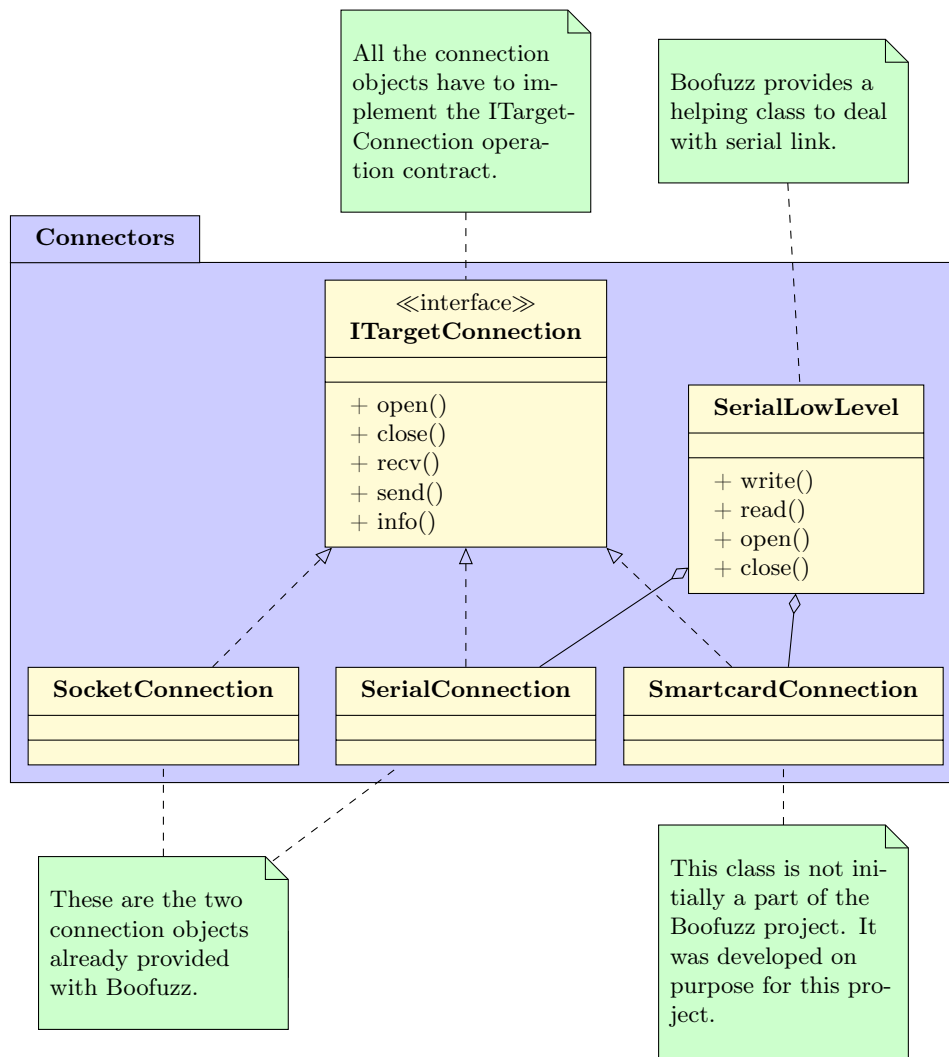 All the connection
objects have to im-
plement the ITarget-
Connection opera-
tion contract.
Boofuzz provides a
helping class to deal
with serial link.
Connectors
≪interface≫
ITargetConnection
+ open()
+ close()
+ recv()
+ send()
+ info()
SerialLowLevel
+ write()
+ read()
+ open()
+ close()
SocketConnection
SerialConnection
SmartcardConnection
These are the two
connection objects
already provided
with Boofuzz.
This class is not ini-
tially a part of the
Boofuzz project. It
was developed on
purpose for this pro-
ject.